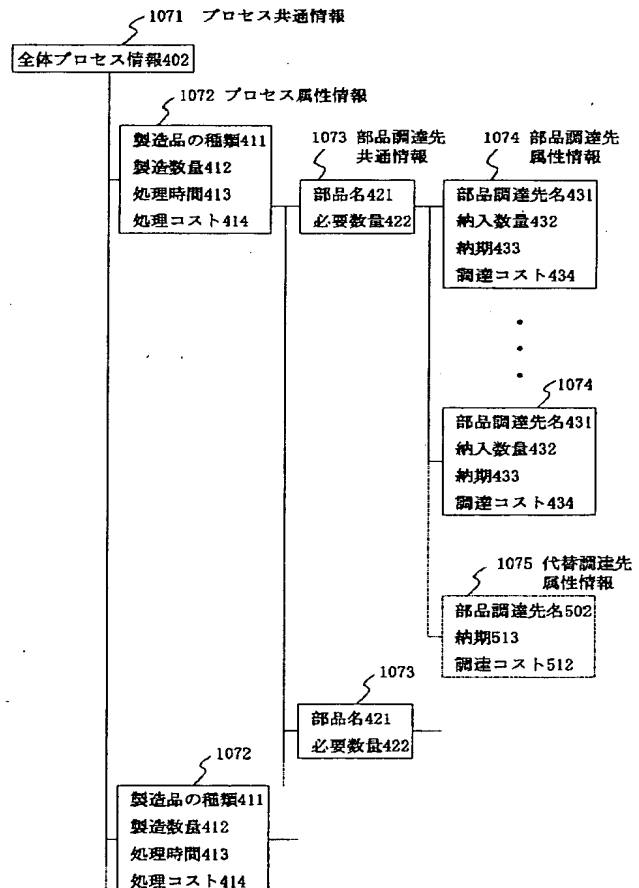 1071 プロセス共通情報
全体プロセス情報402
1072 プロセス属性情報
製造品の種類411
製造数量412
処理時間413
処理コスト414
1073 部品調達先
共通情報
部品名421
必要数量422
1074 部品調達先
属性情報
部品調達先名431
納入数量432
納期433
調達コスト434
1074
部品調達先名431
納入数量432
納期433
調達コスト434
1075 代替調達先
属性情報
部品調達先名502
納期513
調達コスト512
1073
部品名421
必要数量422
1072
製造品の種類411
製造数量412
処理時間413
処理コスト414